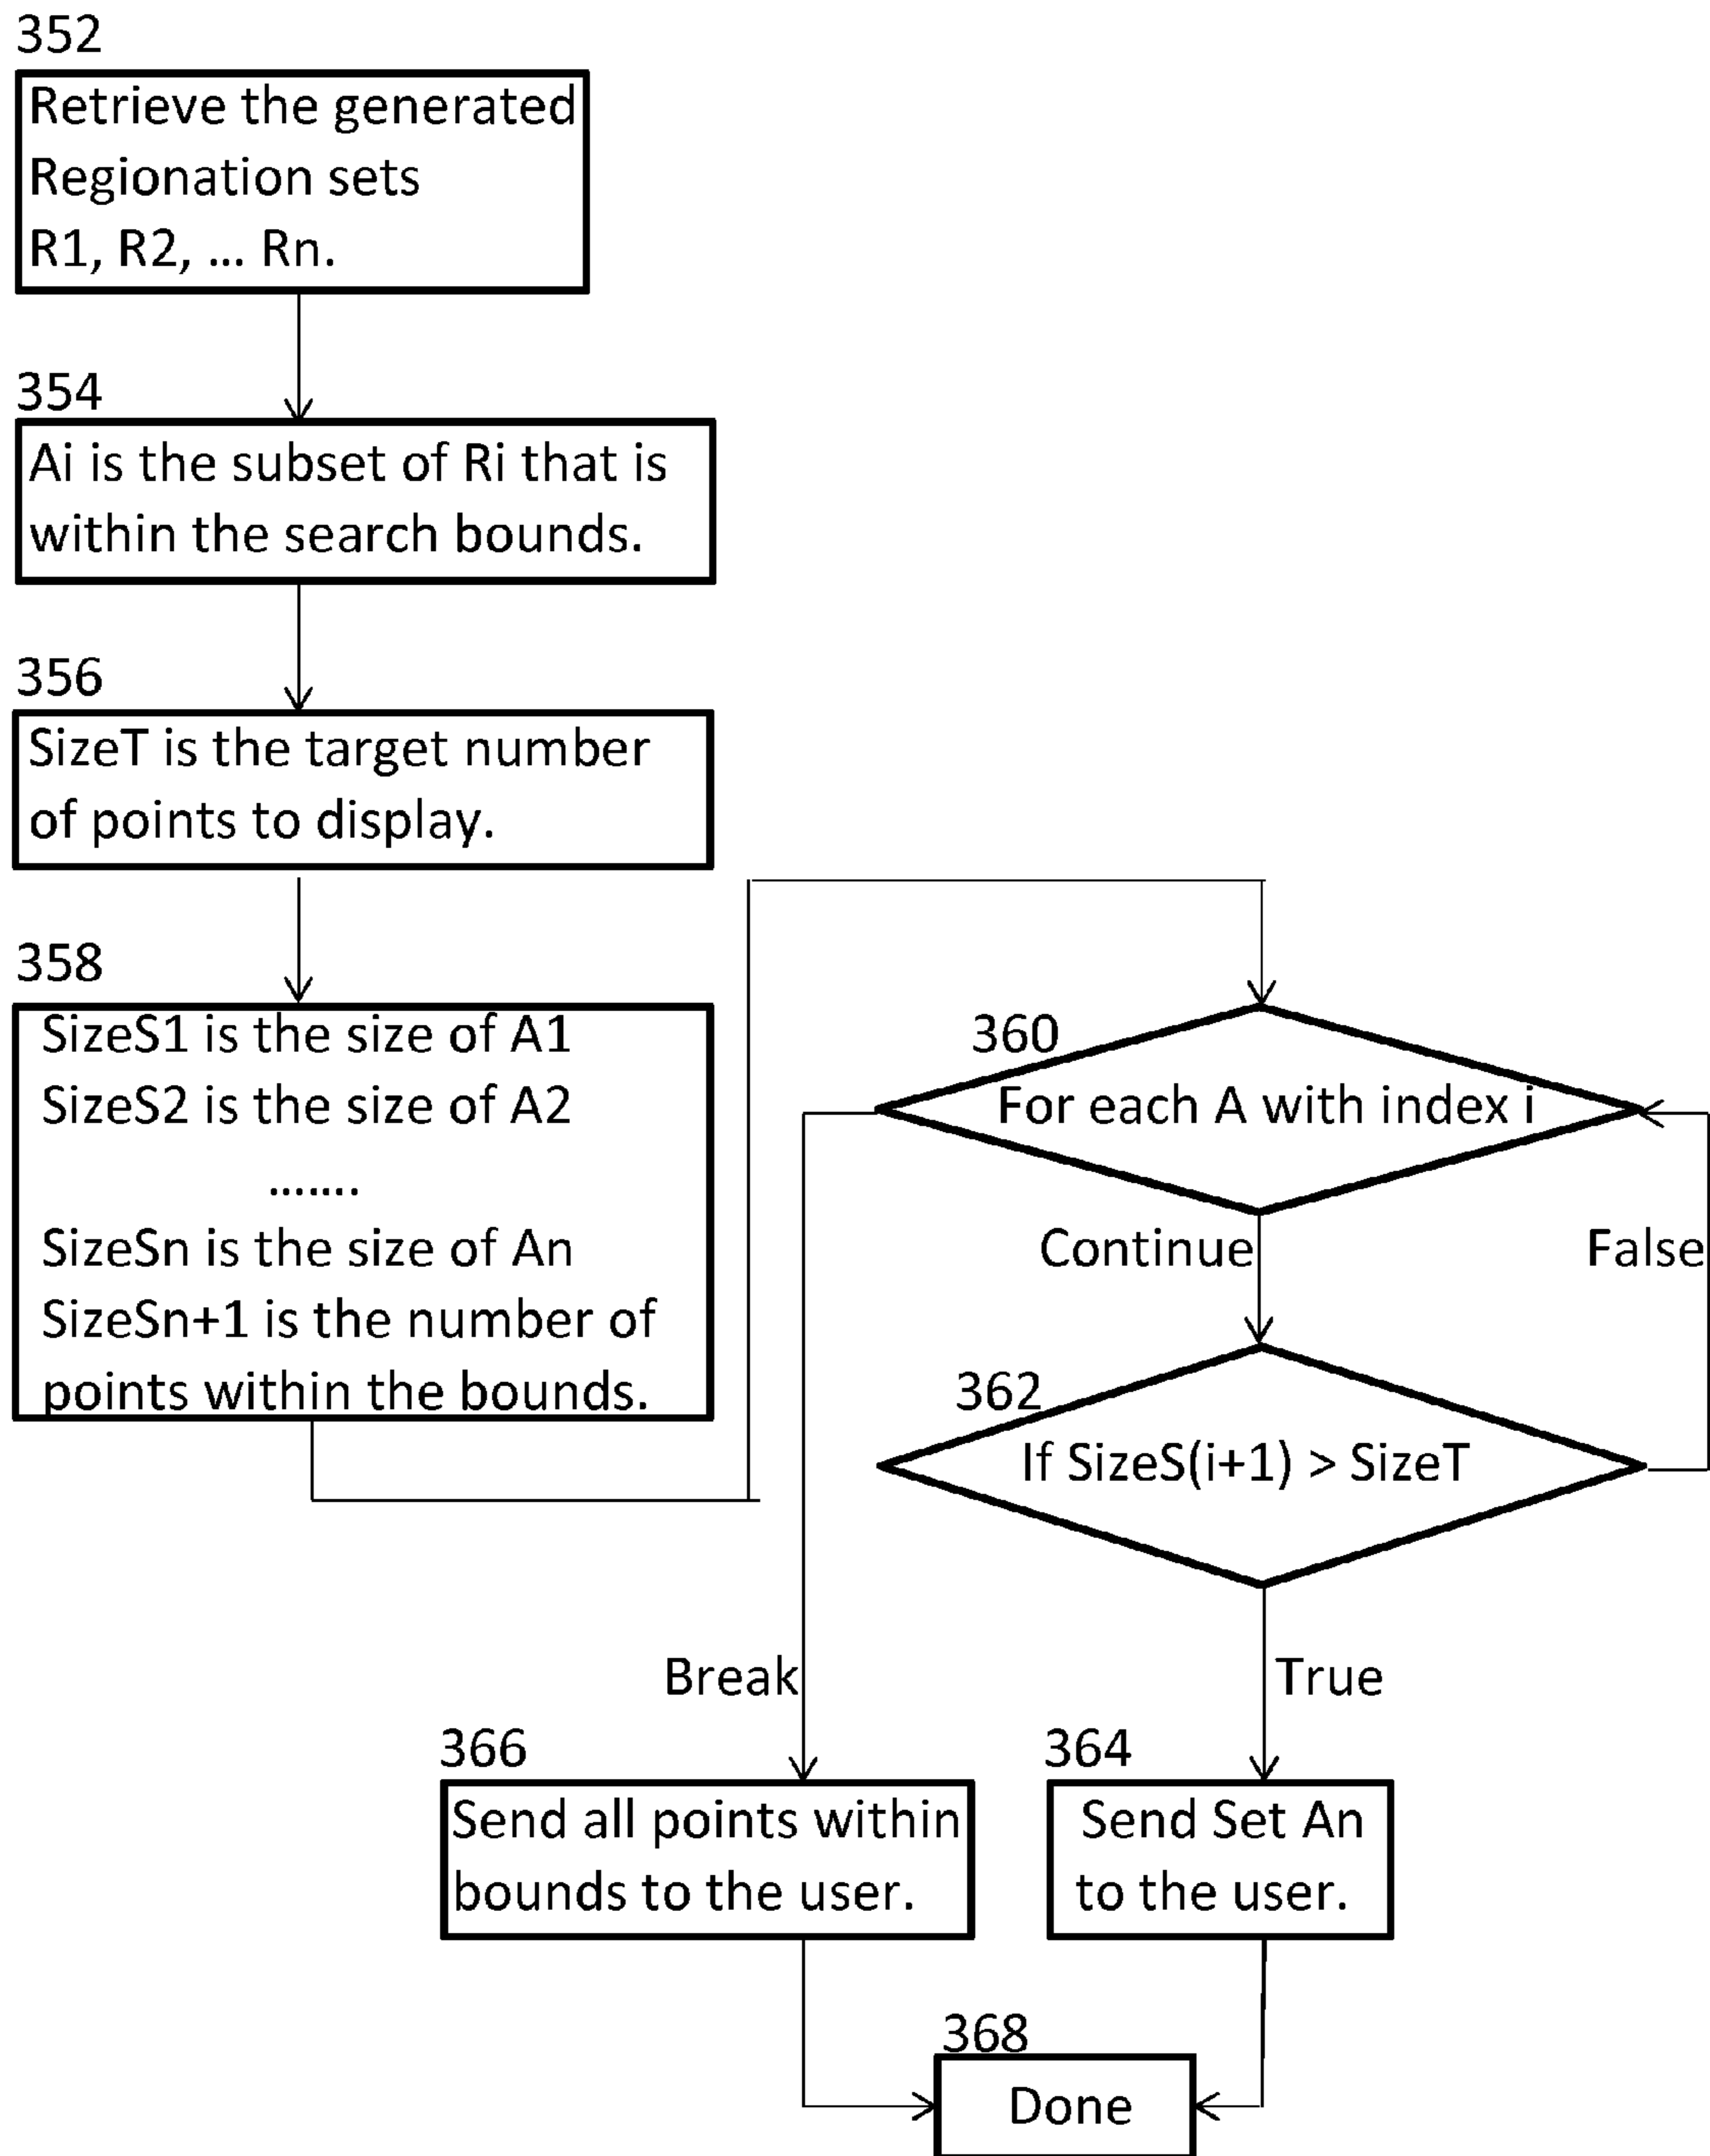 352
Retrieve the generated
Regionation sets
R1, R2, ... Rn.
354
Ai is the subset of Ri that is
within the search bounds.
356
SizeT is the target number
of points to display.
358
SizeS1 is the size of A1
SizeS2 is the size of A2
........
SizeSn is the size of An
SizeSn+1 is the number of
points within the bounds.
360
For each A with index i
Continue
False
362
If SizeS(i+1) > SizeT
Break
True
366
Send all points within
bounds to the user.
364
Send Set An
to the user.
368
Done